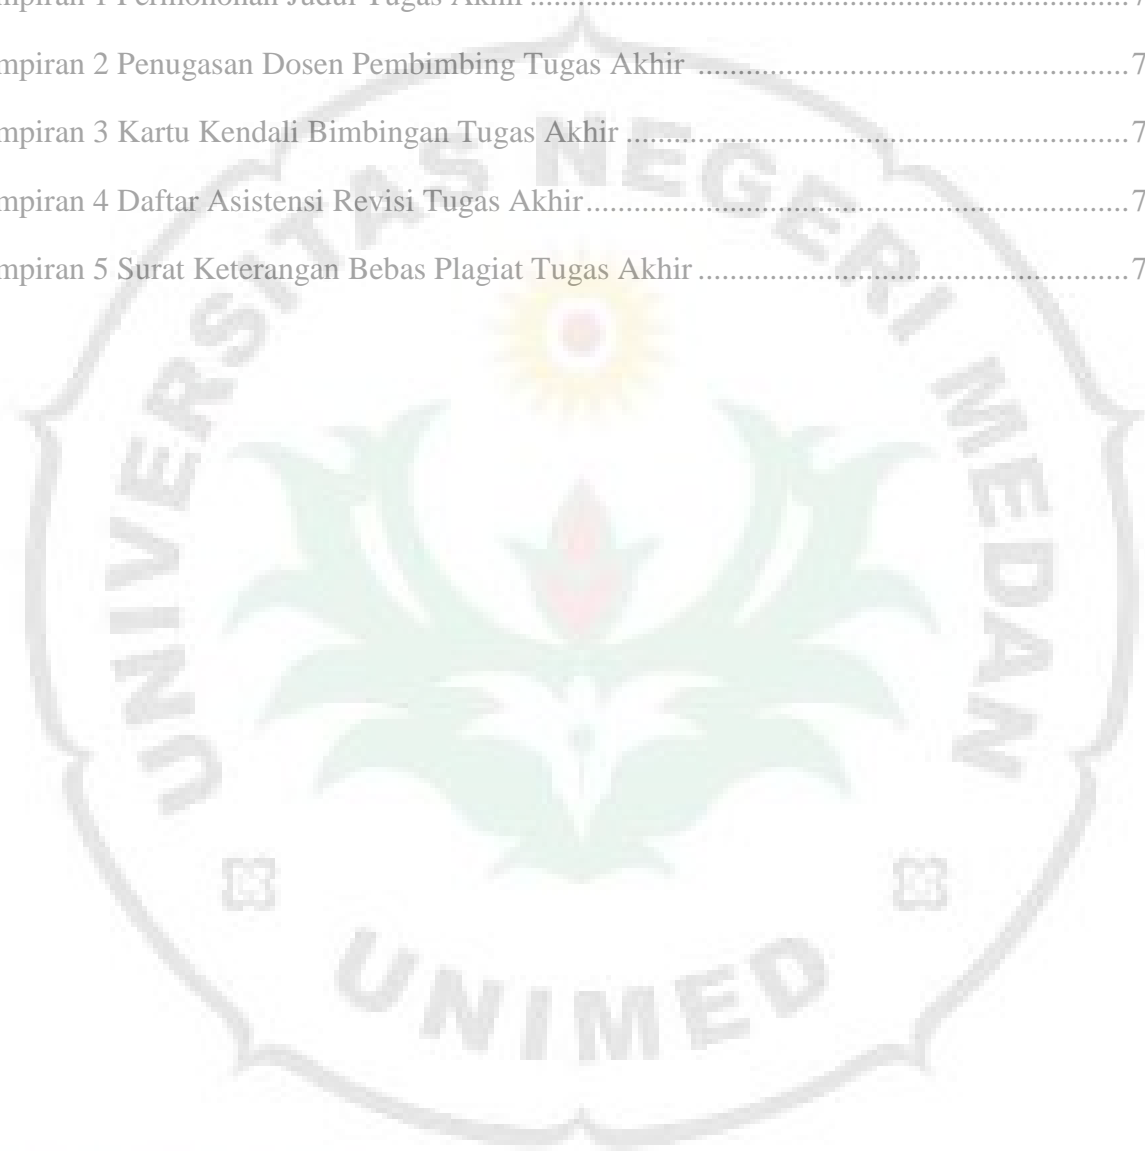 mpiran 1 Permohonan Judul Tugas Akhir ................................................................ 7
mpiran 2 Penugasan Dosen Pembimbing Tugas Akhir ................................................ 7
mpiran 3 Kartu Kendali Bimbingan Tugas Akhir ........................................................ 7
mpiran 4 Daftar Asistensi Revisi Tugas Akhir............................................................. 7
mpiran 5 Surat Keterangan Bebas Plagiat Tugas Akhir ................................................ 7
UNIVERSITAS NEGERI MEDAN
UNIMED